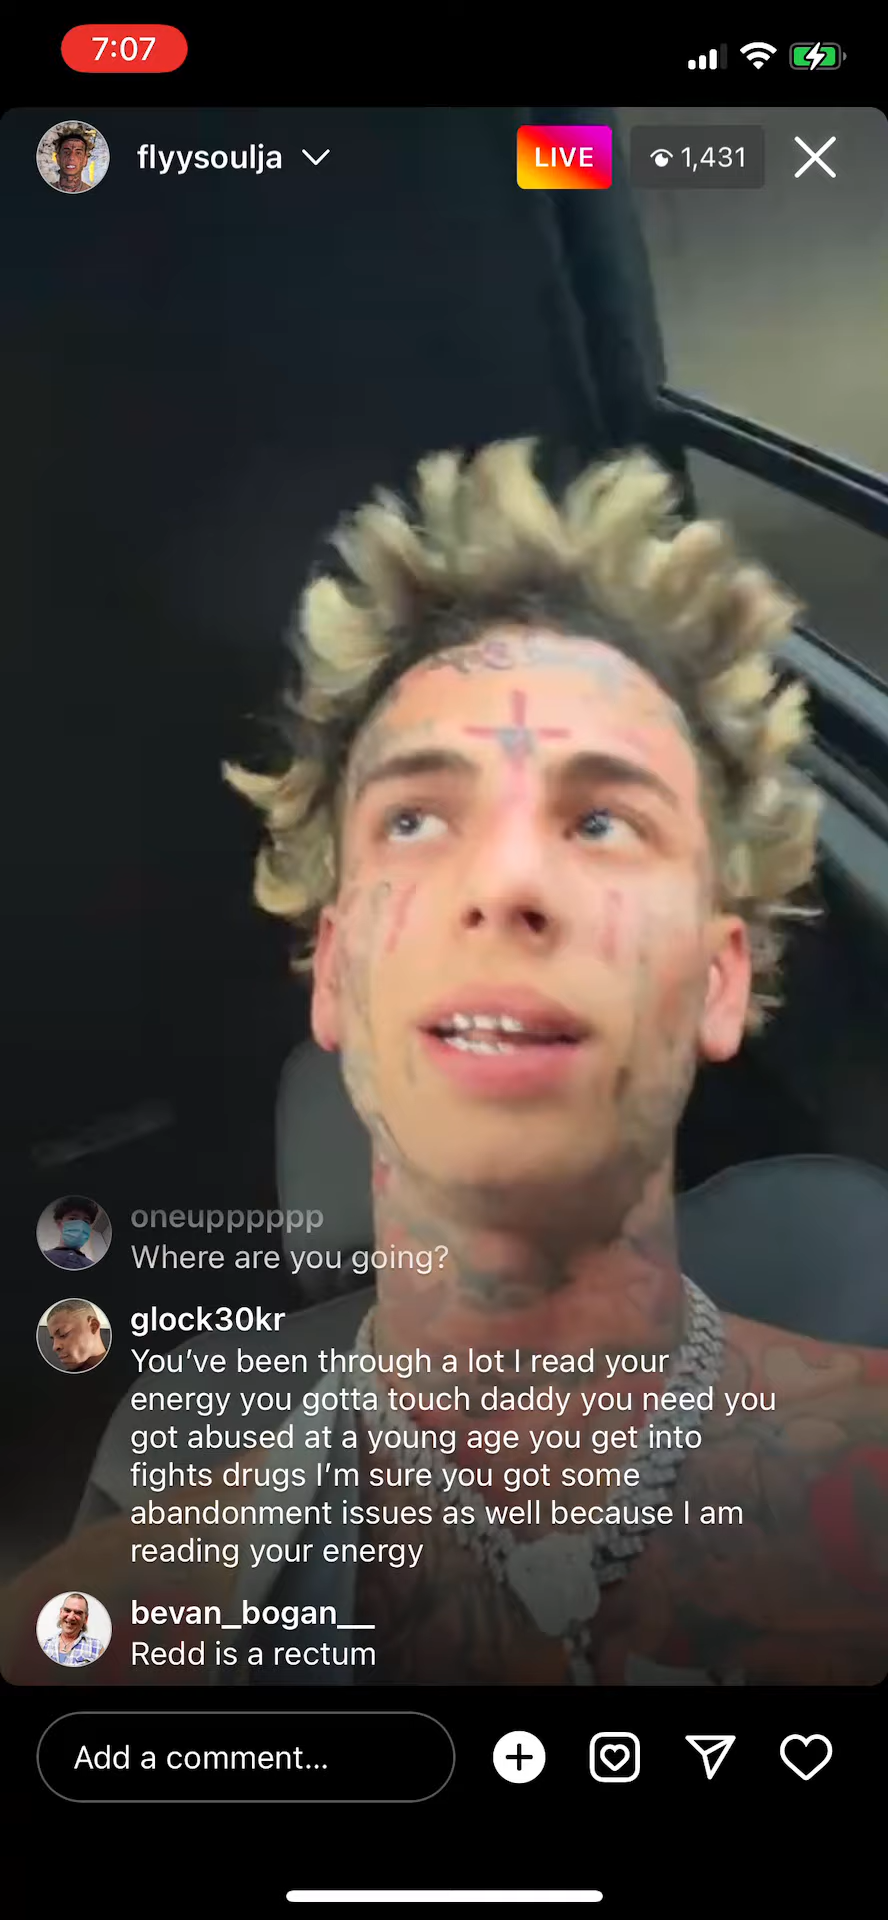 7:07
flyysoulja
LIVE
1,431
oneupppppp
Where are you going?
glock30kr
You’ve been through a lot I read your
energy you gotta touch daddy you need you
got abused at a young age you get into
fights drugs I’m sure you got some
abandonment issues as well because I am
reading your energy
bevan_bogan__
Redd is a rectum
Add a comment...